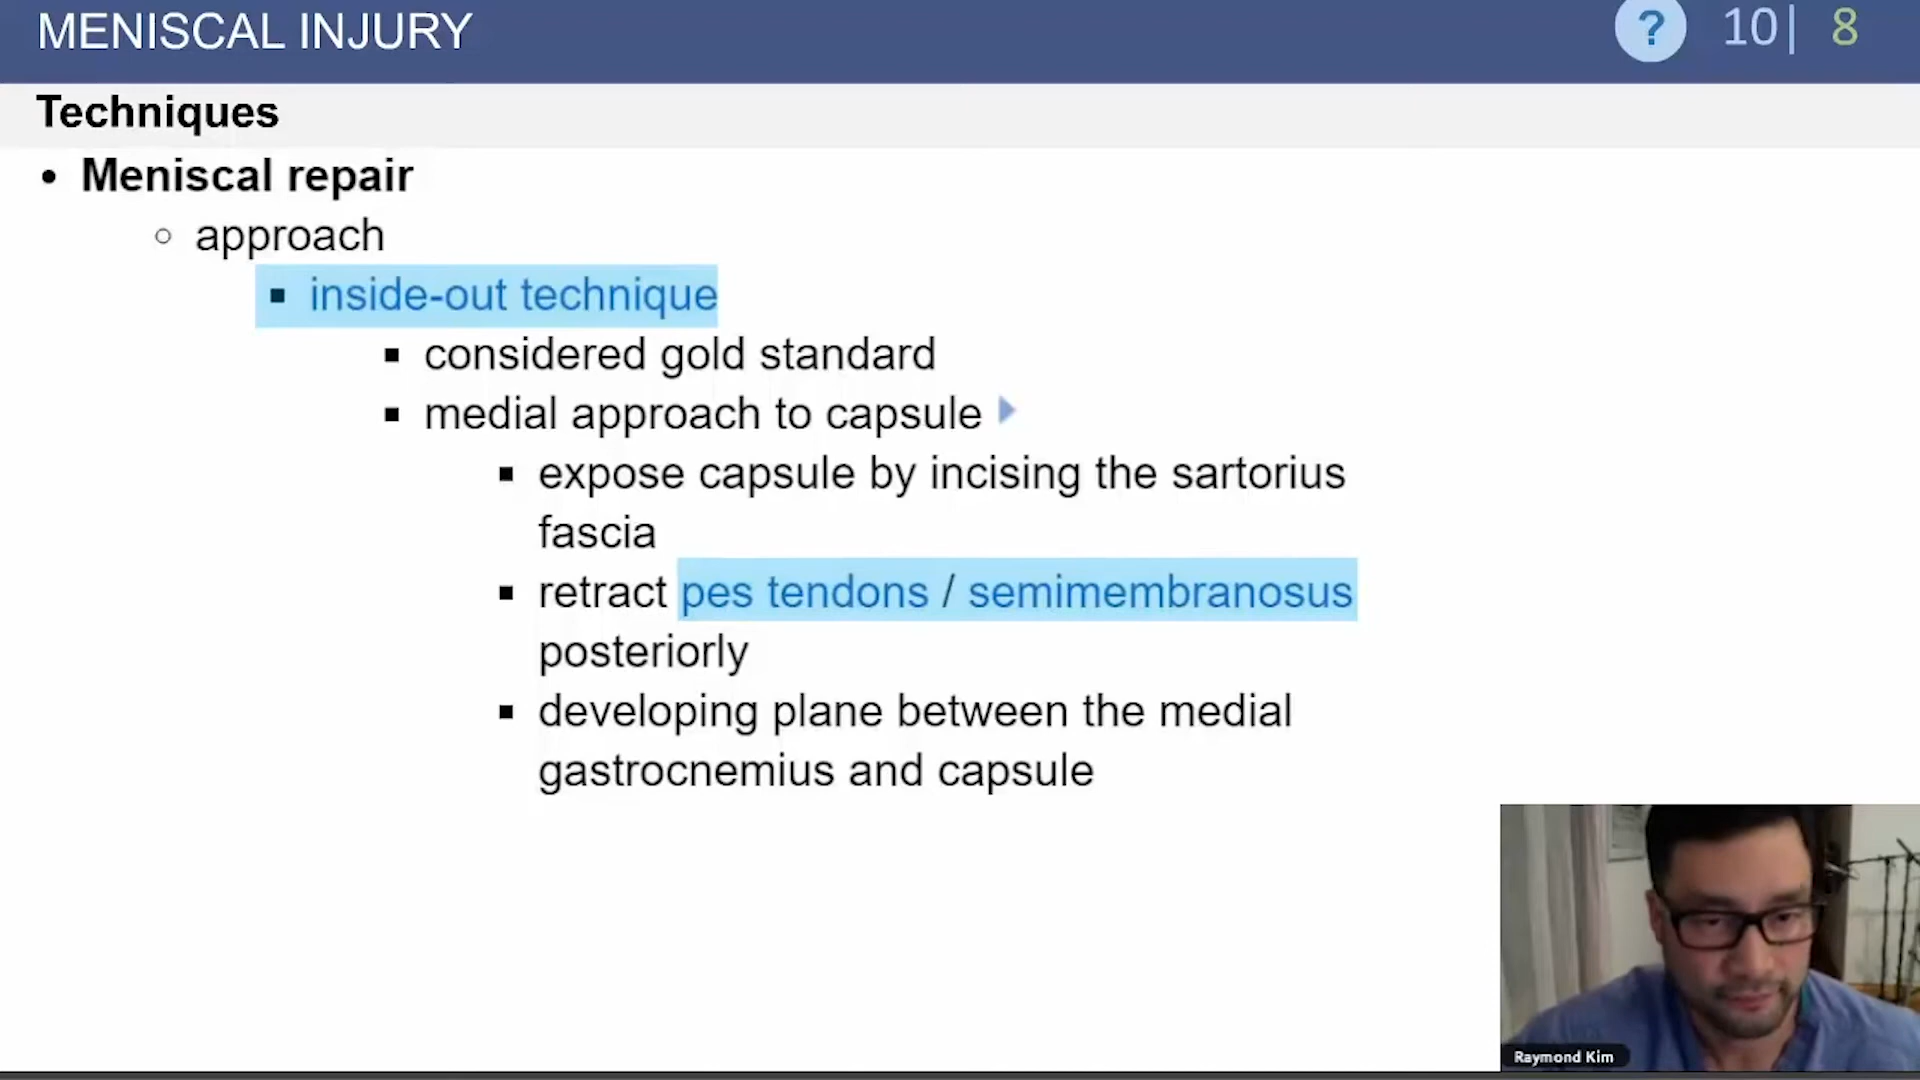 MENISCAL INJURY
? 10| 8
Techniques
• Meniscal repair
○ approach
▪ inside-out technique
▪ considered gold standard
▪ medial approach to capsule
▪ expose capsule by incising the sartorius
fascia
▪ retract pes tendons / semimembranosus
posteriorly
▪ developing plane between the medial
gastrocnemius and capsule
Raymond Kim